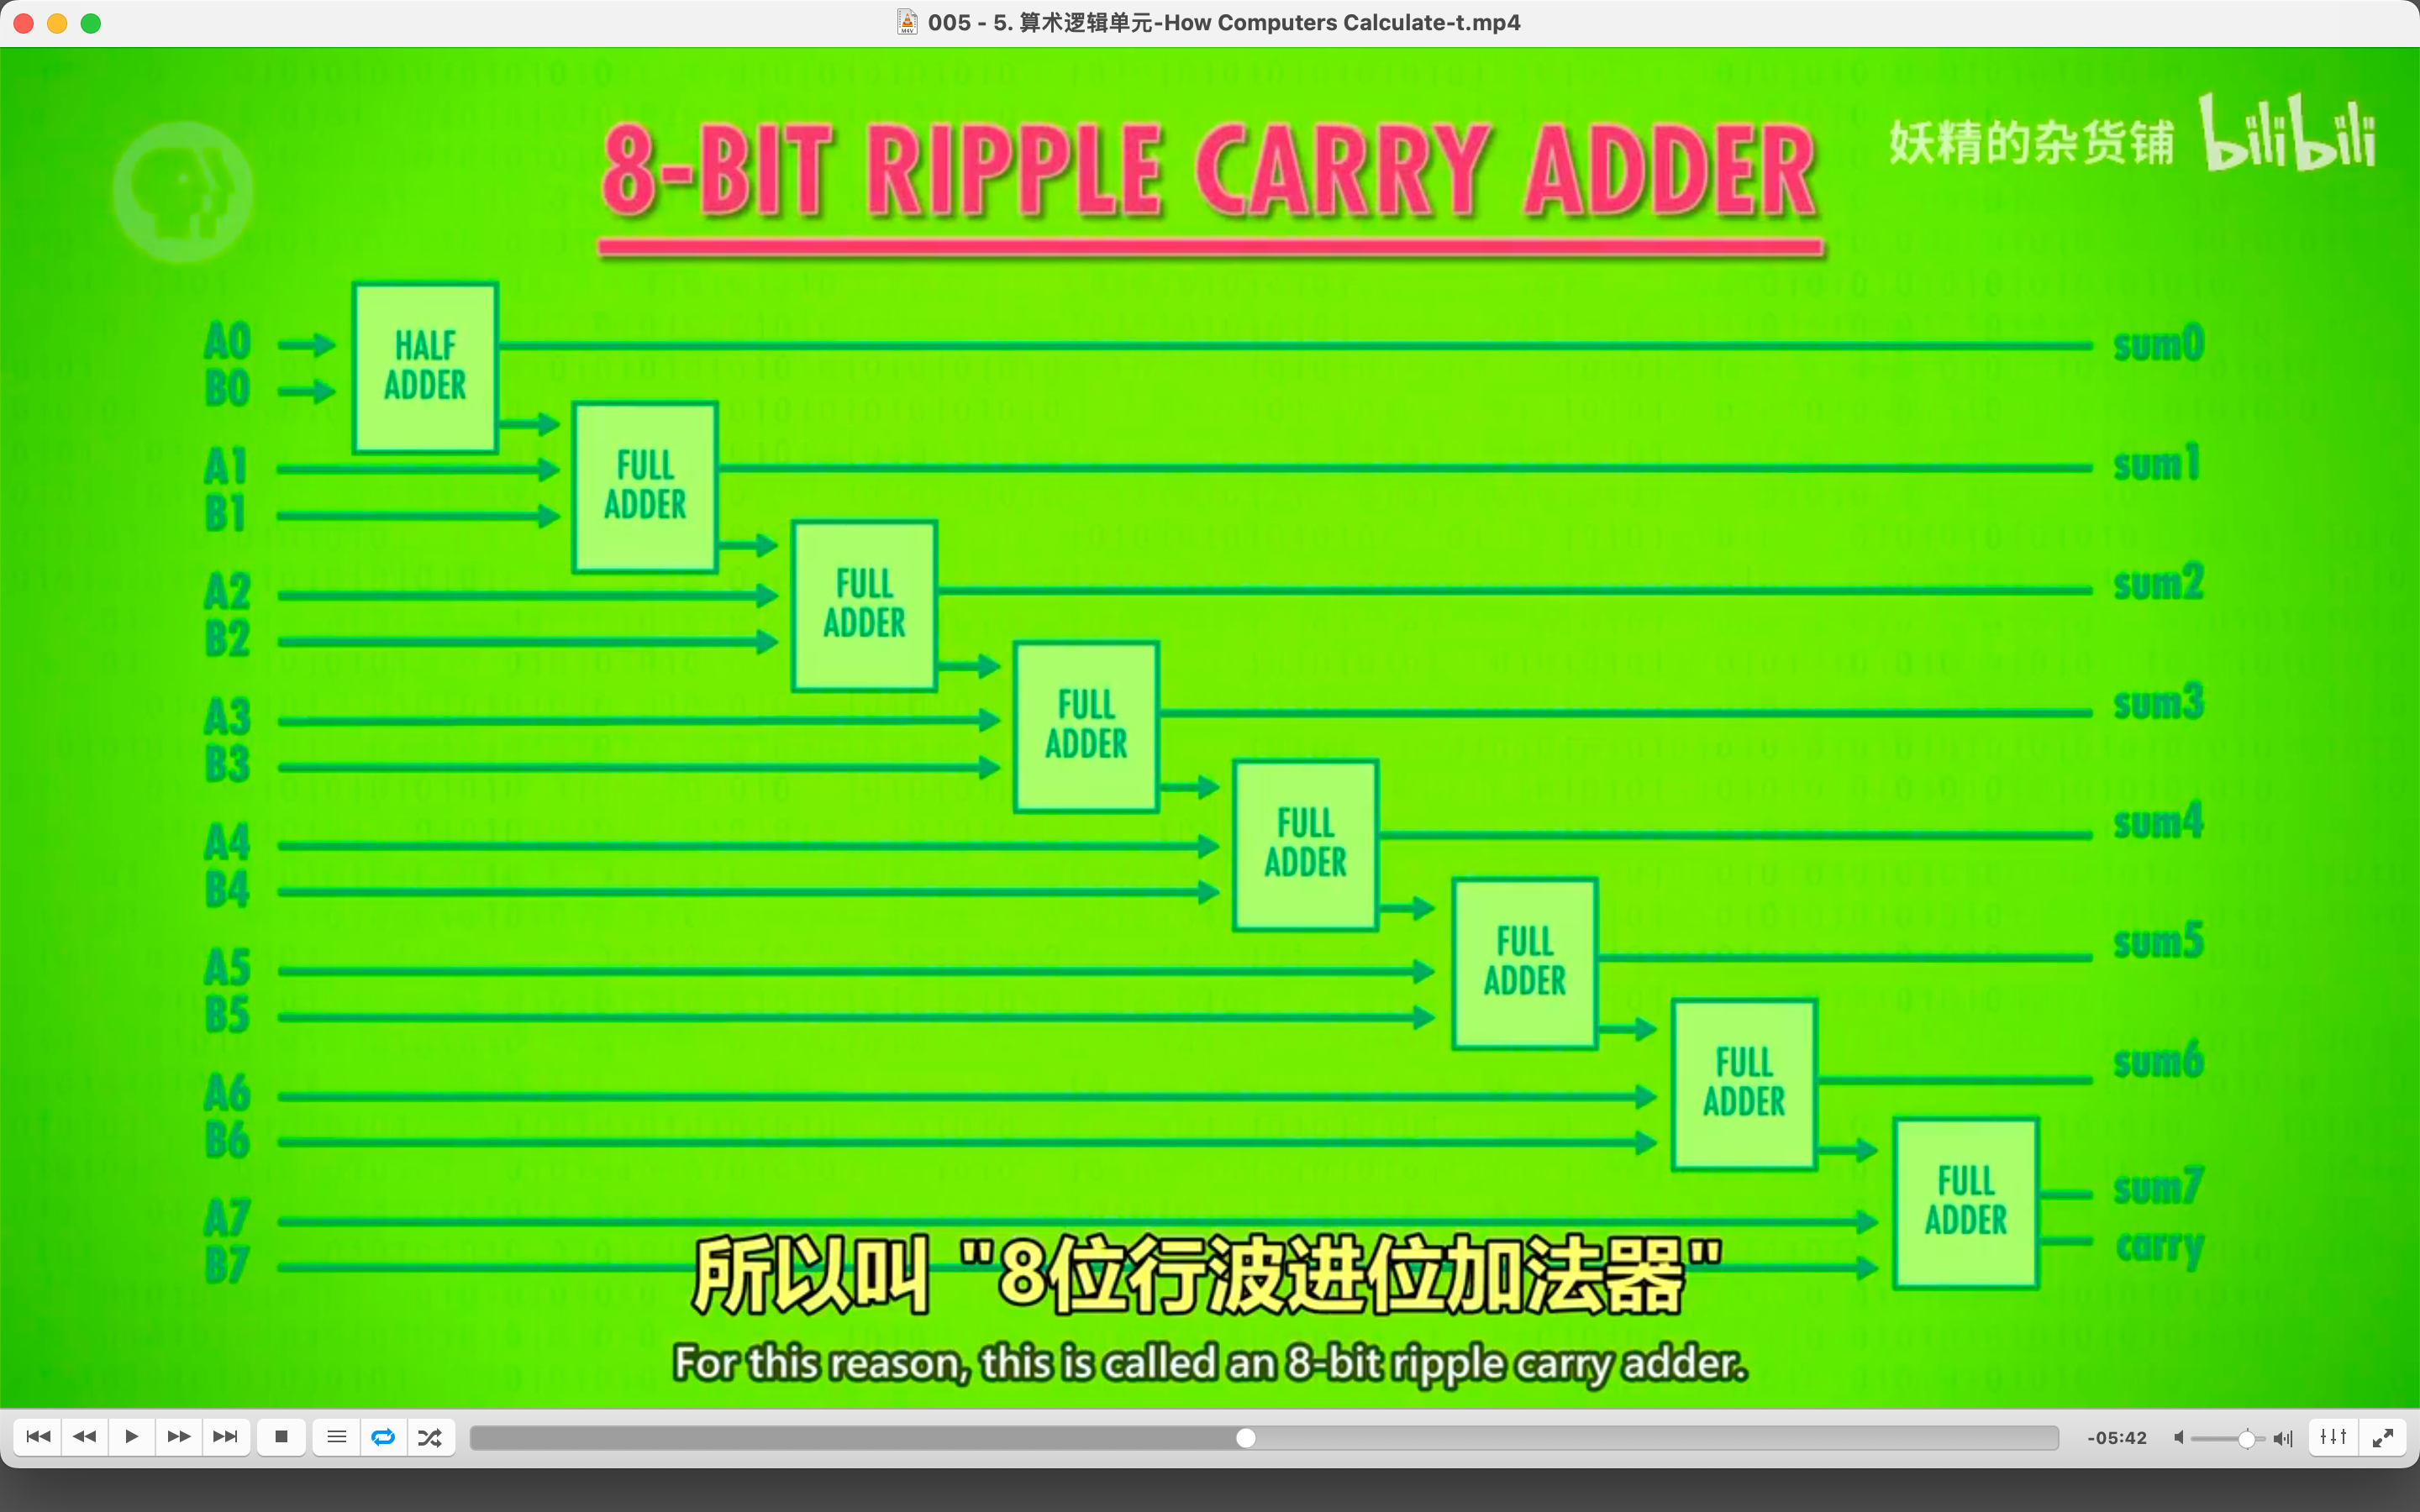 005 - 5. 算术逻辑单元-How Computers Calculate-t.mp4
8-BIT RIPPLE CARRY ADDER
妖精的杂货铺 bilibili
A0
B0
HALF
ADDER
sum0
A1
B1
FULL
ADDER
sum1
A2
B2
FULL
ADDER
sum2
A3
B3
FULL
ADDER
sum3
A4
B4
FULL
ADDER
sum4
A5
B5
FULL
ADDER
sum5
A6
B6
FULL
ADDER
sum6
A7
B7
FULL
ADDER
sum7
carry
所以叫 "8位行波进位加法器"
For this reason, this is called an 8-bit ripple carry adder.
-05:42